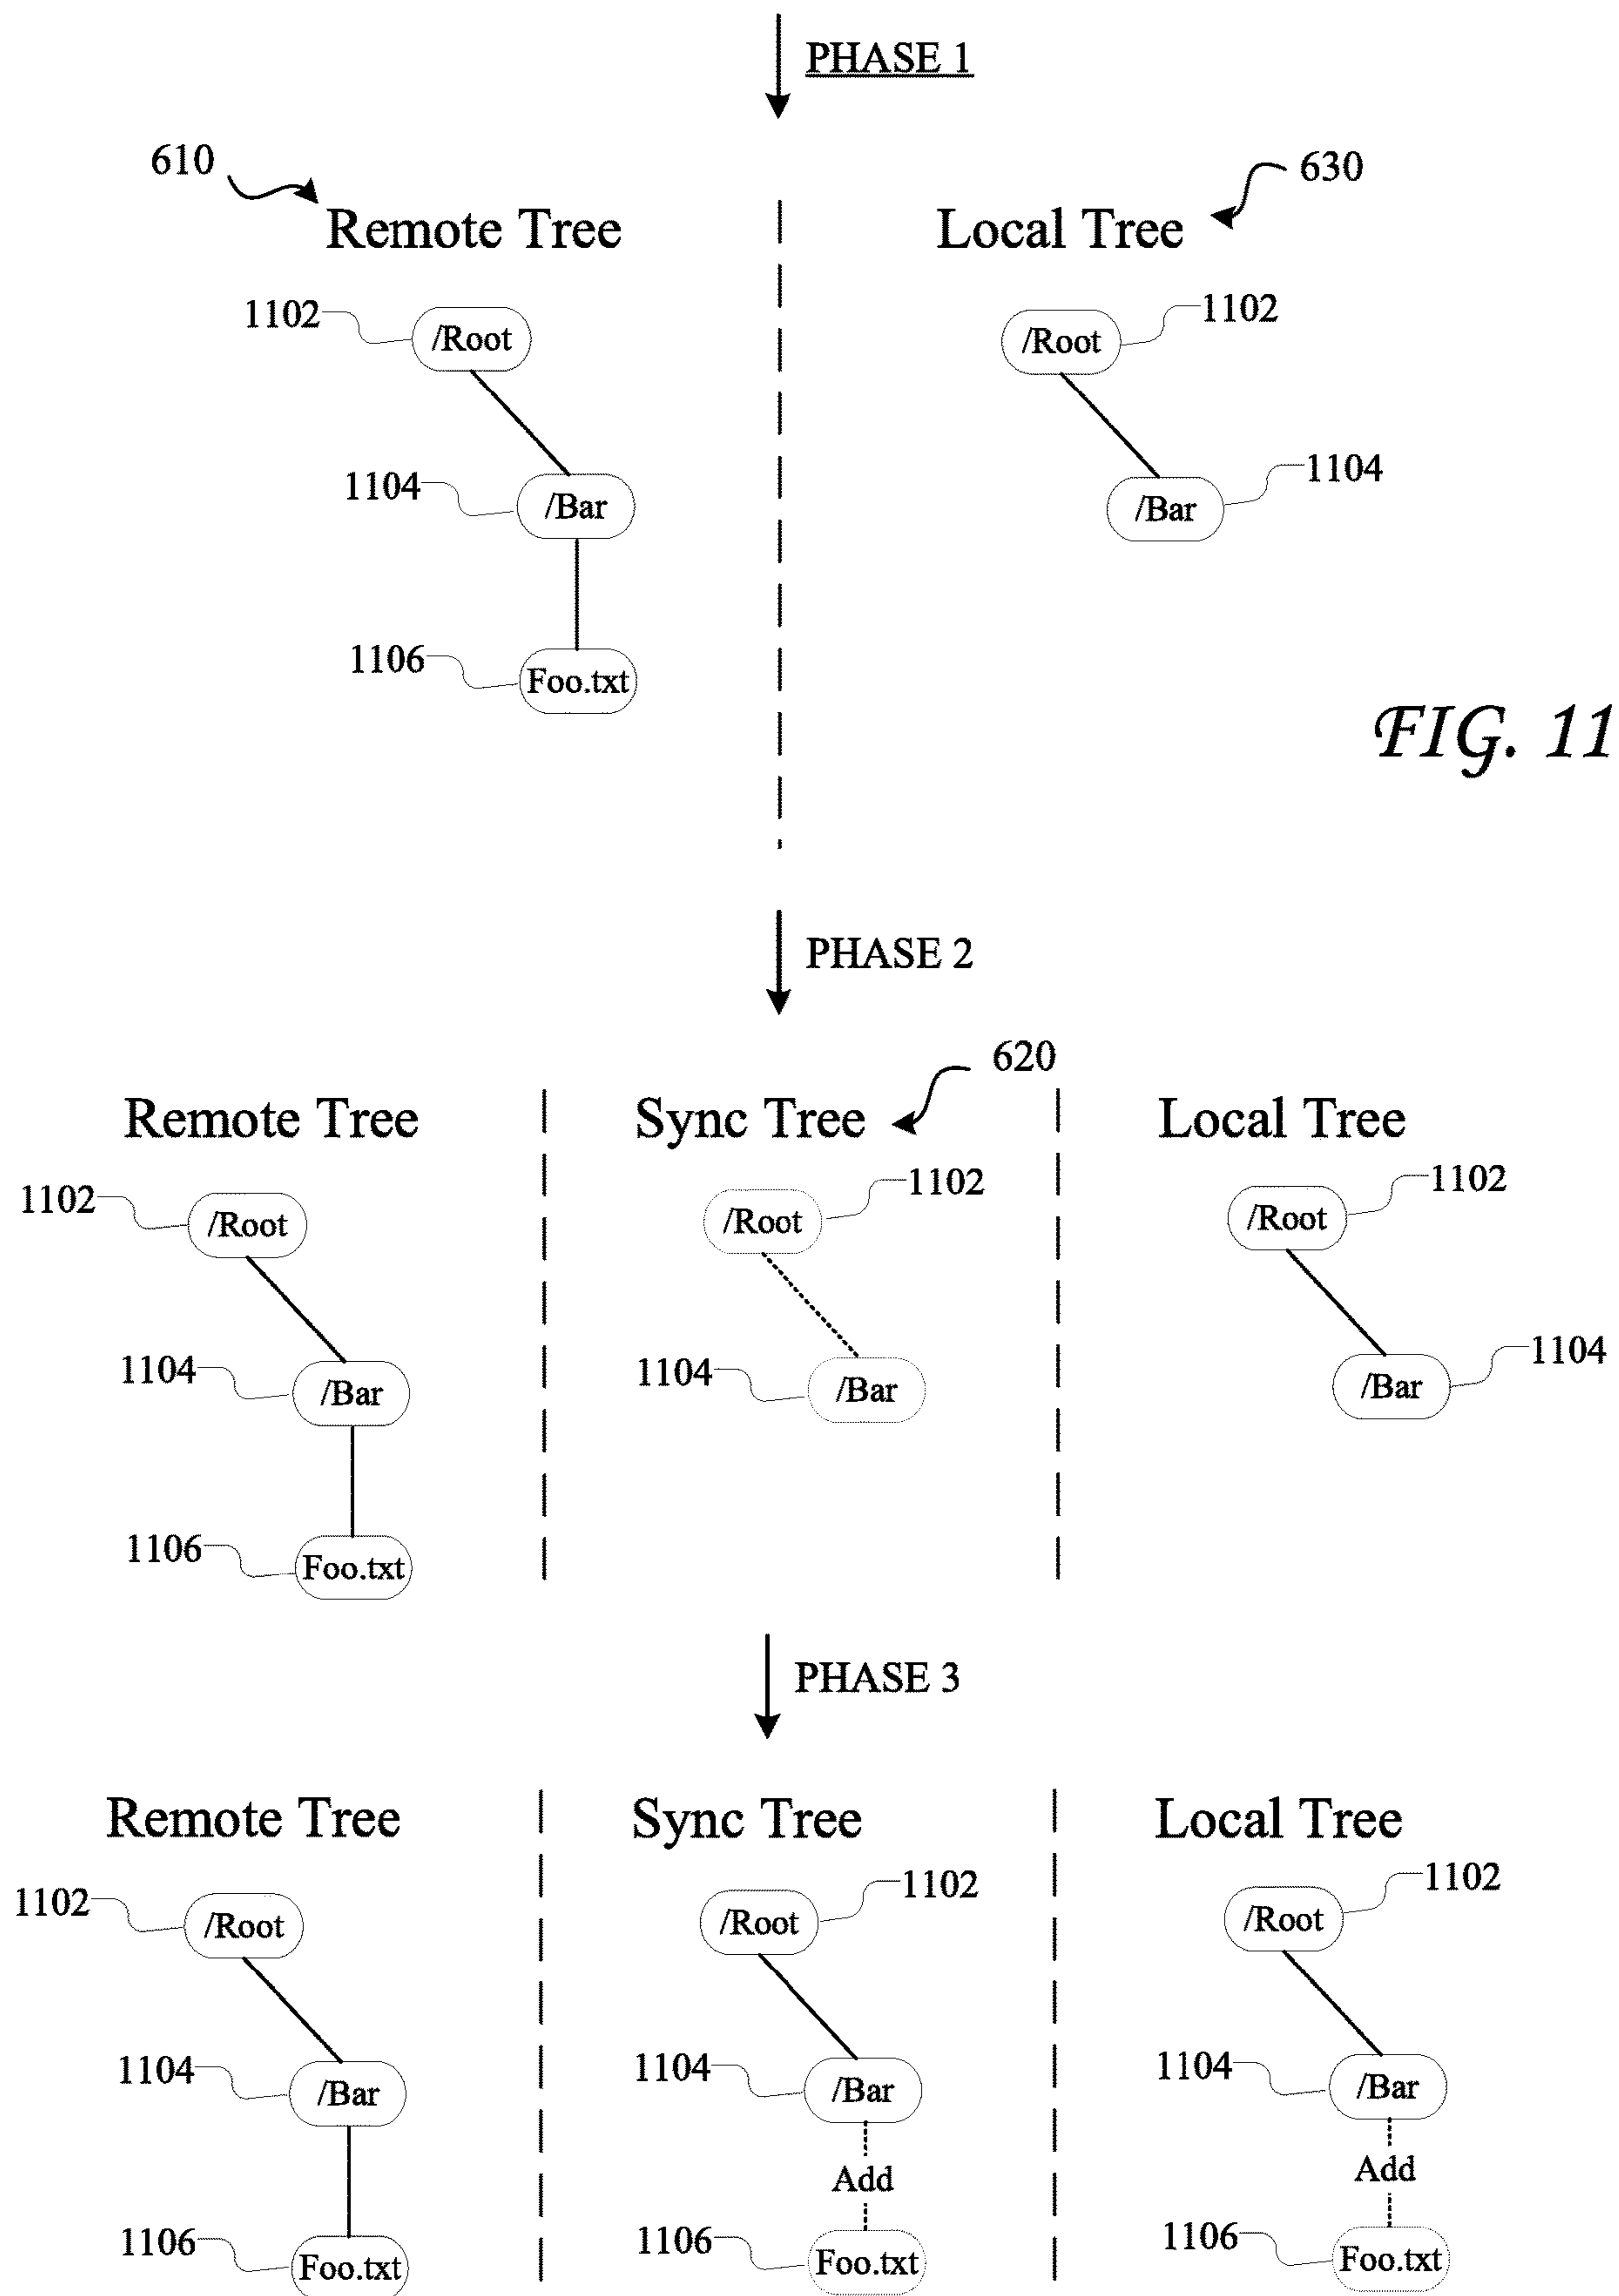 PHASE 1
610
630
Remote Tree
Local Tree
1102
/Root
/Root
1102
1104
/Bar
/Bar
1104
1106
Foo.txt
FIG. 11
PHASE 2
620
Remote Tree
Sync Tree
Local Tree
1102
/Root
/Root
1102
/Root
1102
1104
/Bar
1104
/Bar
/Bar
1104
1106
Foo.txt
PHASE 3
Remote Tree
Sync Tree
Local Tree
1102
/Root
/Root
1102
/Root
1102
1104
/Bar
1104
/Bar
1104
/Bar
Add
Add
1106
Foo.txt
1106
Foo.txt
1106
Foo.txt